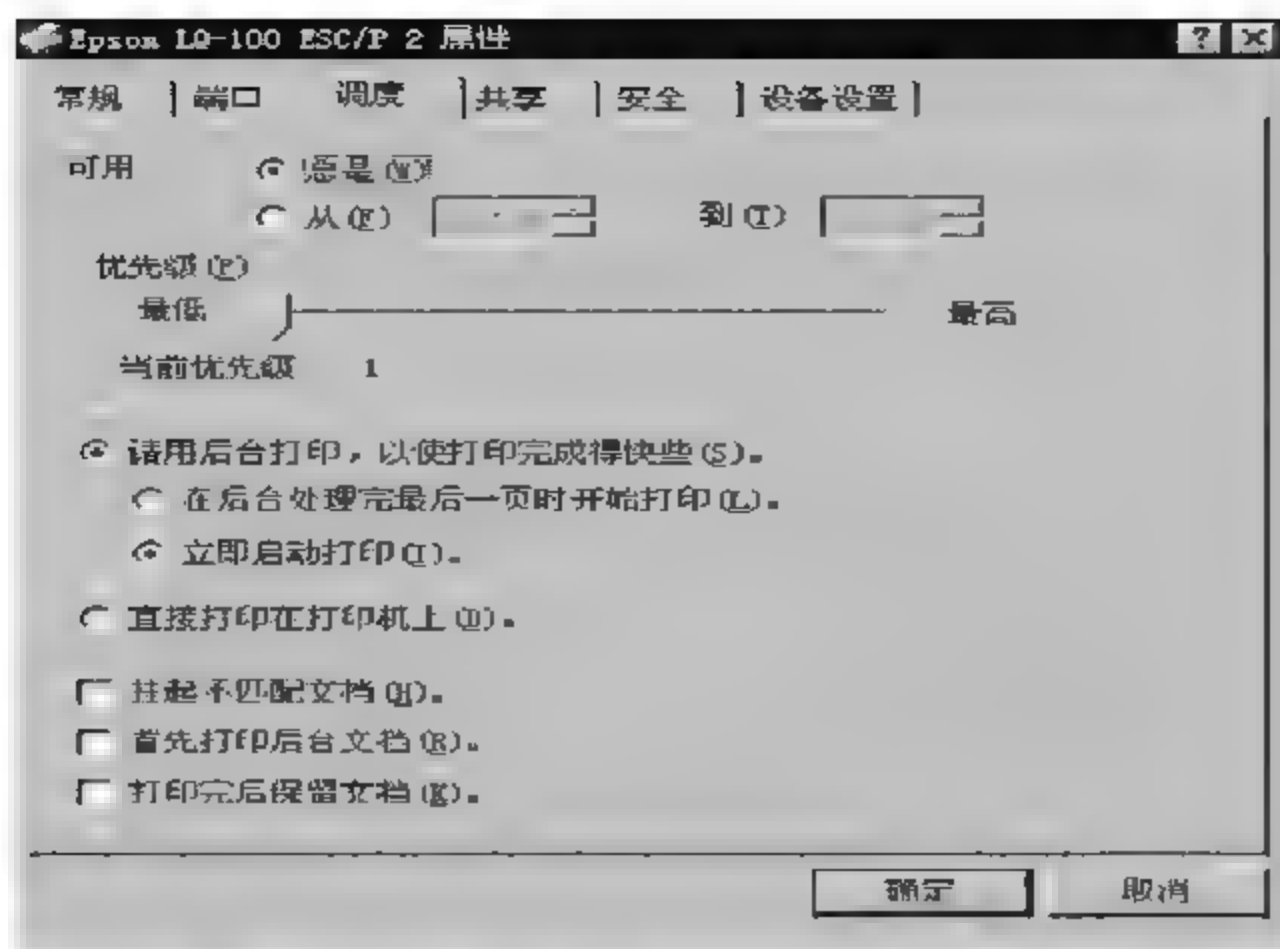 Epson LQ-100 ESC/P 2 属性
常规 端口 调度 共享 安全 设备设置
可用 总是(W)
从(F) 到(T)
优先级(P)
最低 最高
当前优先级 1
请用后台打印，以使打印完成得快些(S)。
在后台处理完最后一页时开始打印(L)。
立即启动打印(T)。
直接打印在打印机上(D)。
挂起不匹配文档(H)。
首先打印后台文档(R)。
打印完后保留文档(K)。
确定 取消